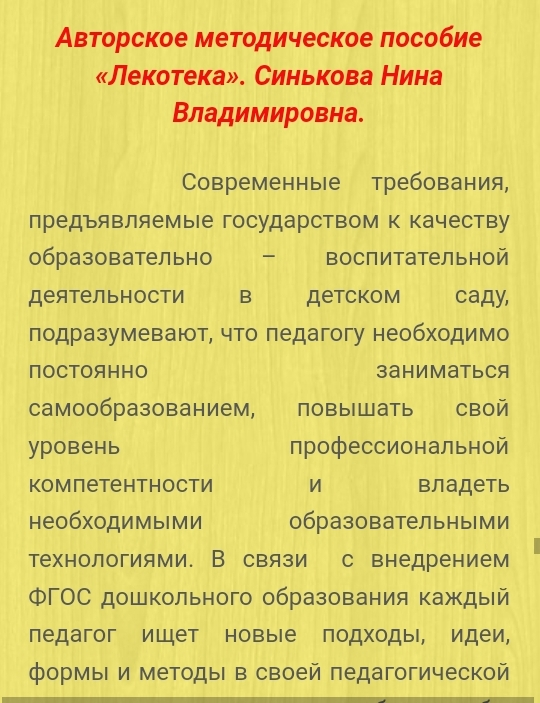 Авторское методическое пособие
«Лекотека». Синькова Нина
Владимировна.
Современные требования,
предъявляемые государством к качеству
образовательно – воспитательной
деятельности в детском саду,
подразумевают, что педагогу необходимо
постоянно заниматься
самообразованием, повышать свой
уровень профессиональной
компетентности и владеть
необходимыми образовательными
технологиями. В связи с внедрением
ФГОС дошкольного образования каждый
педагог ищет новые подходы, идеи,
формы и методы в своей педагогической